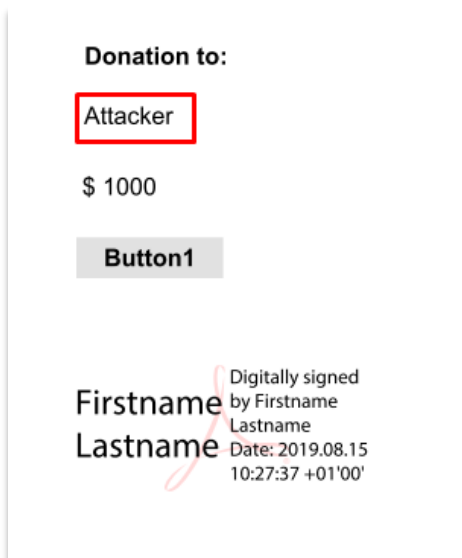 Donation to:
Attacker
$ 1000
Button1
Firstname
Lastname
Digitally signed
by Firstname
Lastname
Date: 2019.08.15
10:27:37 +01'00'